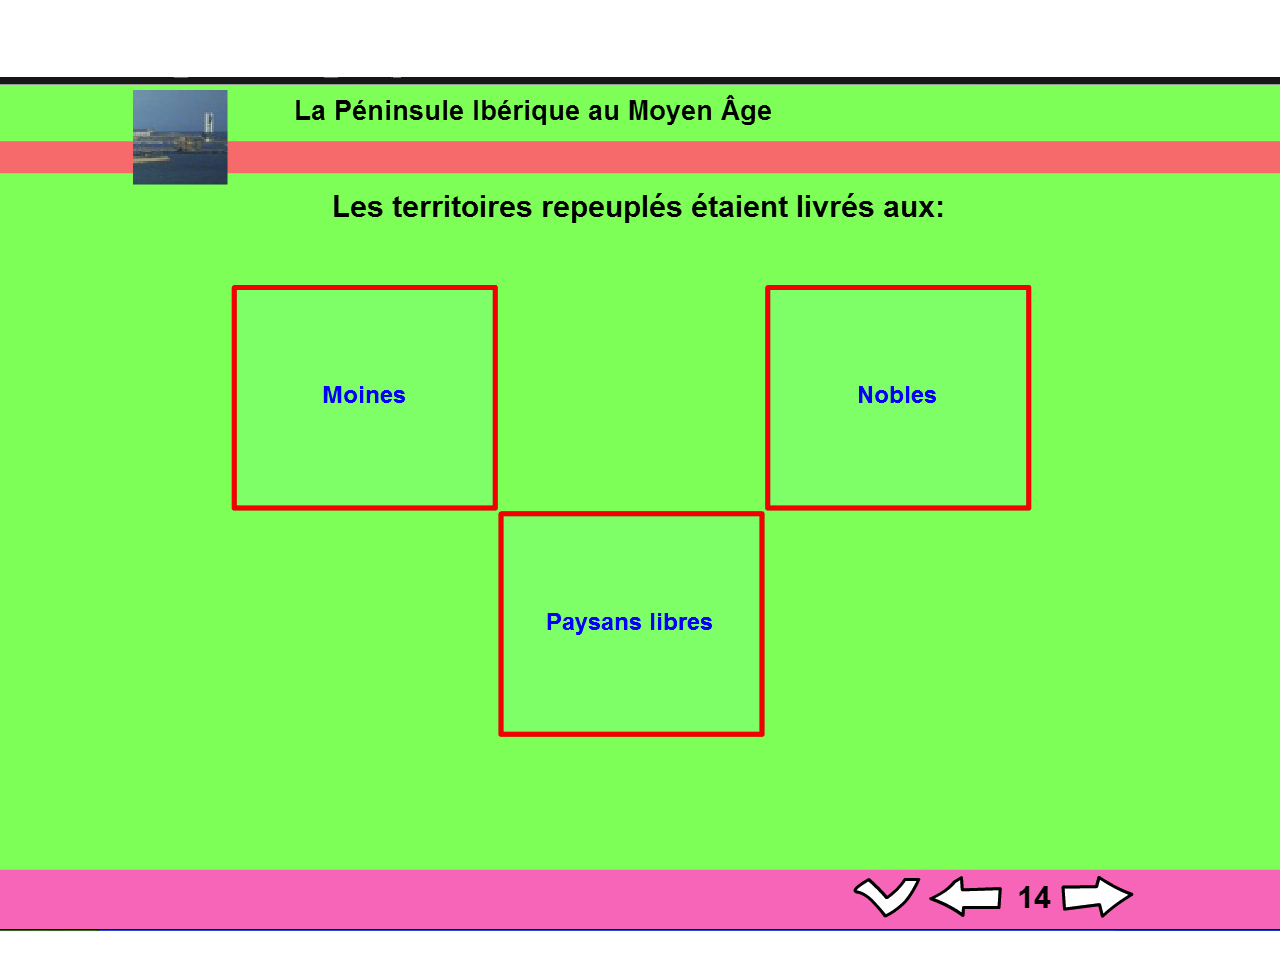 La Péninsule Ibérique au Moyen Âge
Les territoires repeuplés étaient livrés aux:
Moines
Nobles
Paysans libres
14